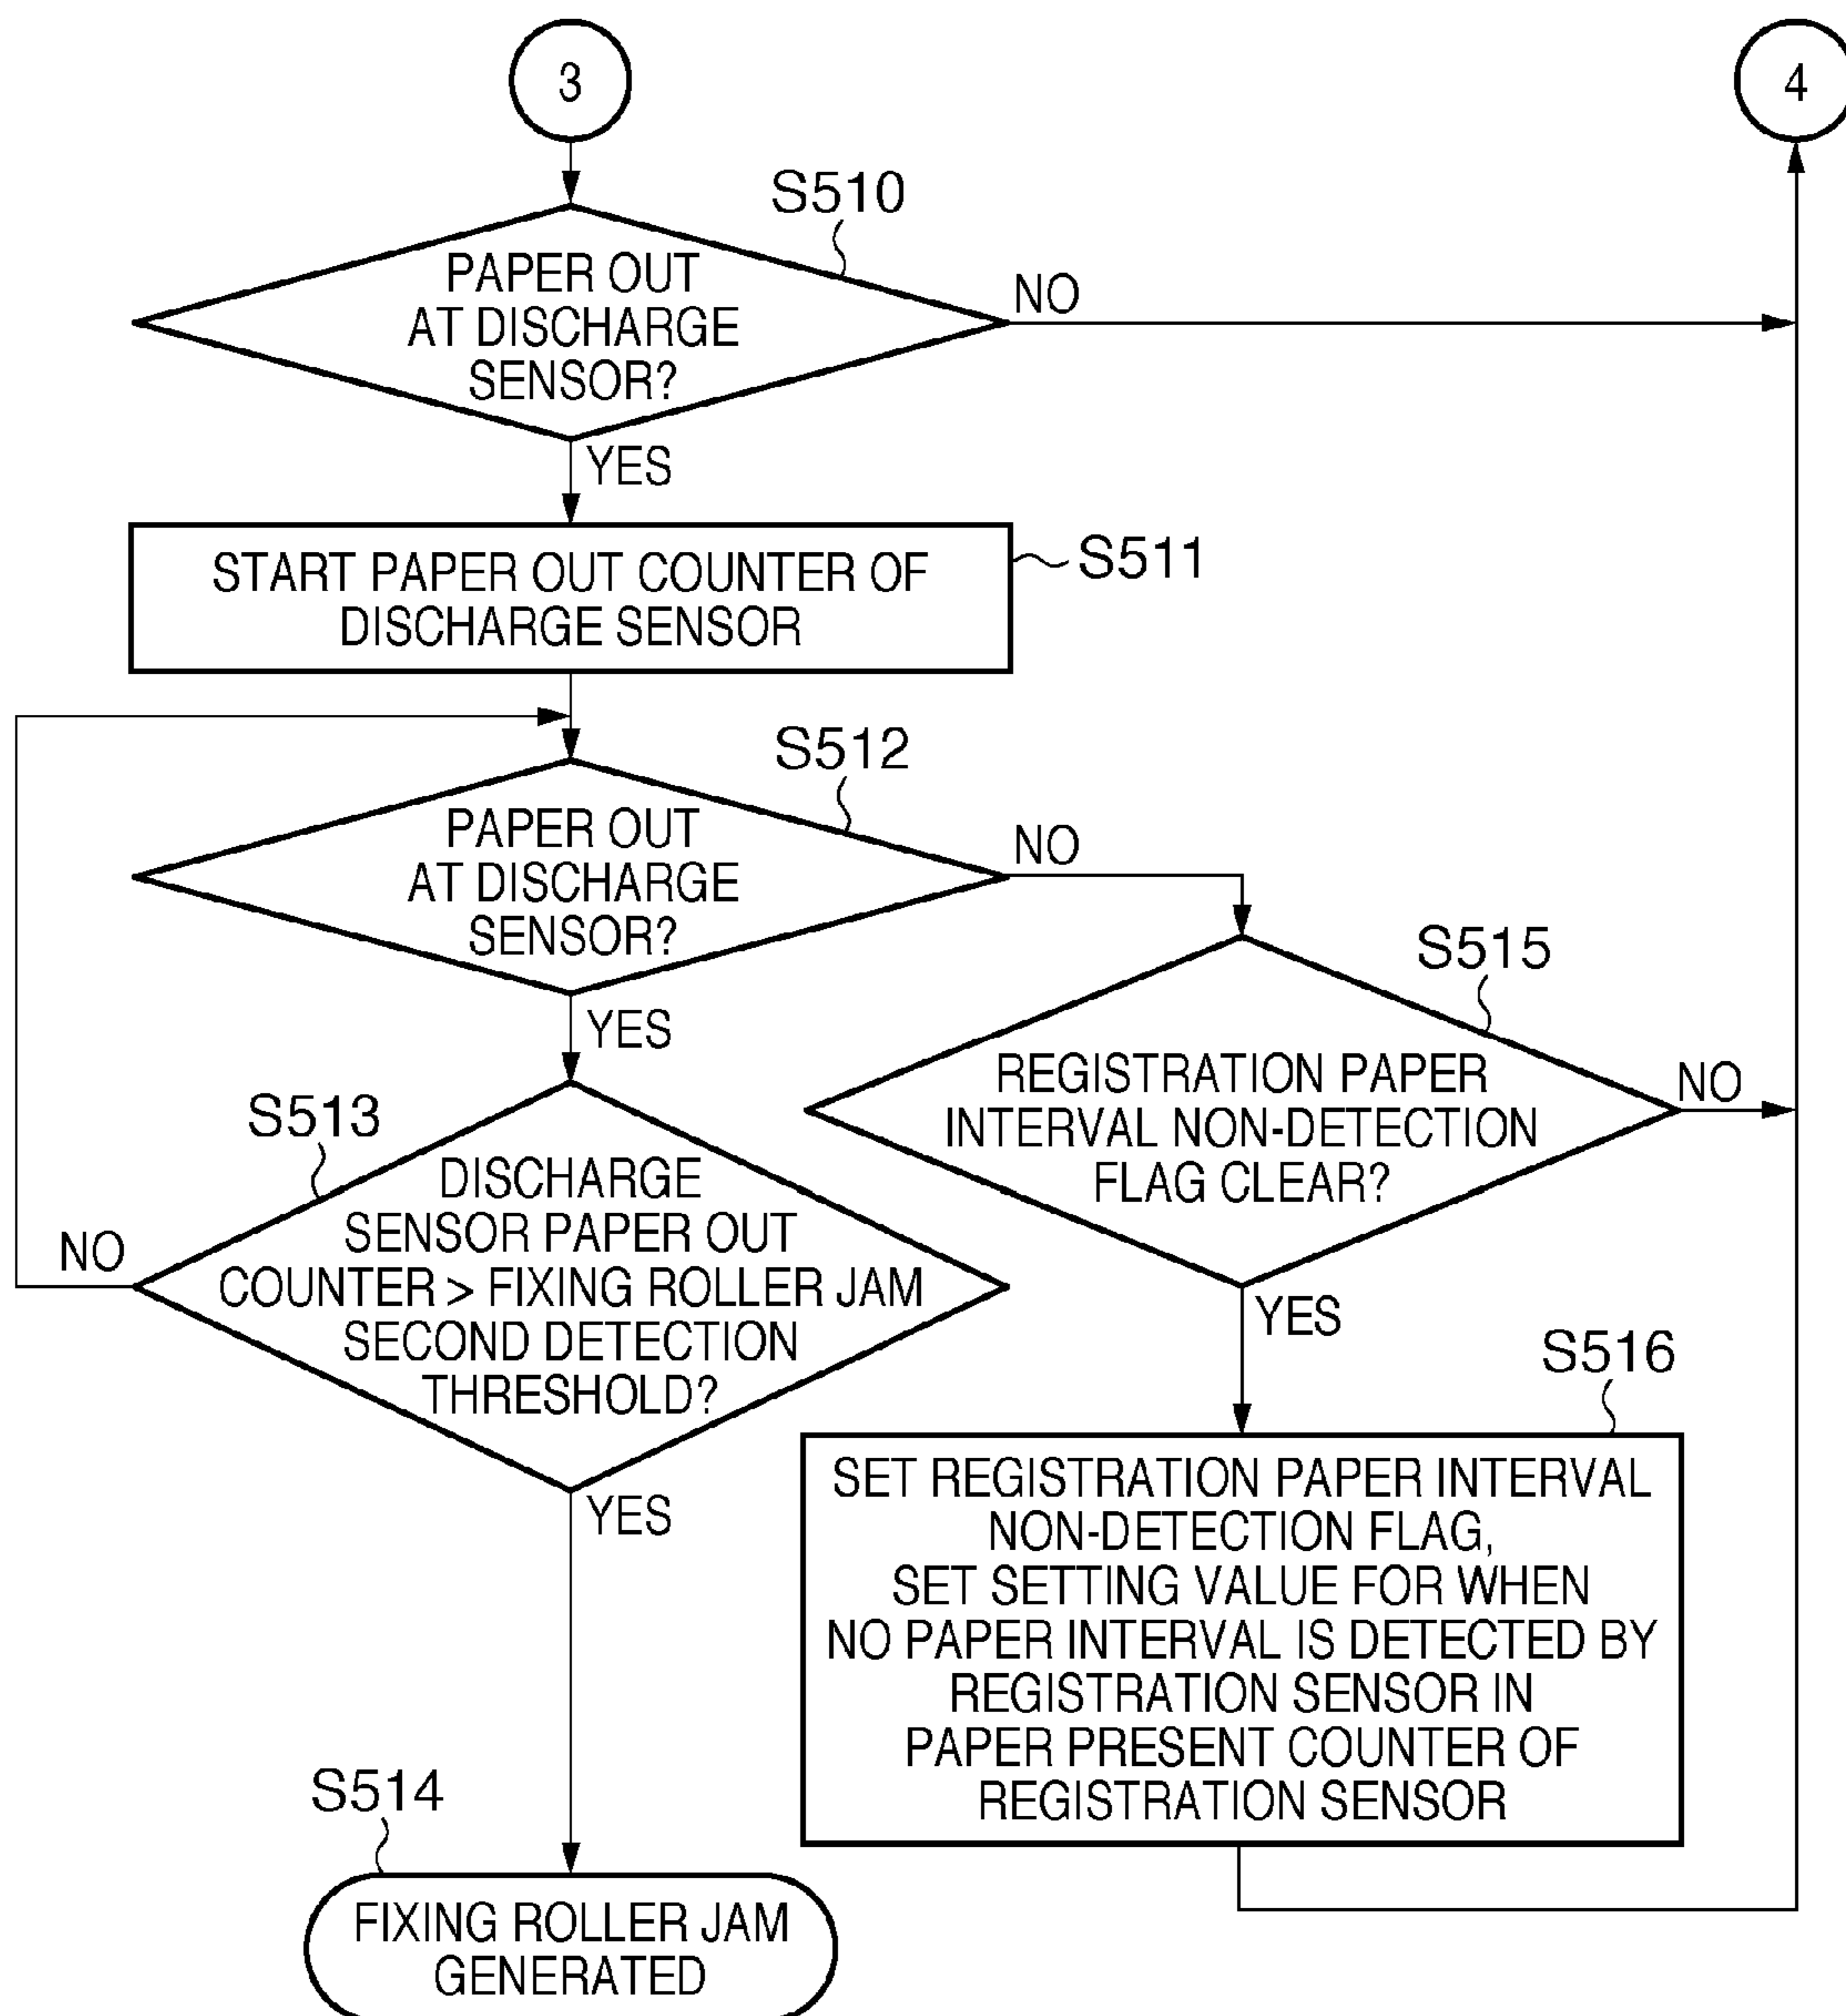 3
4
S510
PAPER OUT
AT DISCHARGE
SENSOR?
NO
YES
START PAPER OUT COUNTER OF
DISCHARGE SENSOR
S511
S512
PAPER OUT
AT DISCHARGE
SENSOR?
NO
YES
S515
REGISTRATION PAPER
INTERVAL NON-DETECTION
FLAG CLEAR?
NO
YES
S513
DISCHARGE
SENSOR PAPER OUT
COUNTER > FIXING ROLLER JAM
SECOND DETECTION
THRESHOLD?
NO
YES
S516
SET REGISTRATION PAPER INTERVAL
NON-DETECTION FLAG,
SET SETTING VALUE FOR WHEN
NO PAPER INTERVAL IS DETECTED BY
REGISTRATION SENSOR IN
PAPER PRESENT COUNTER OF
REGISTRATION SENSOR
S514
FIXING ROLLER JAM
GENERATED